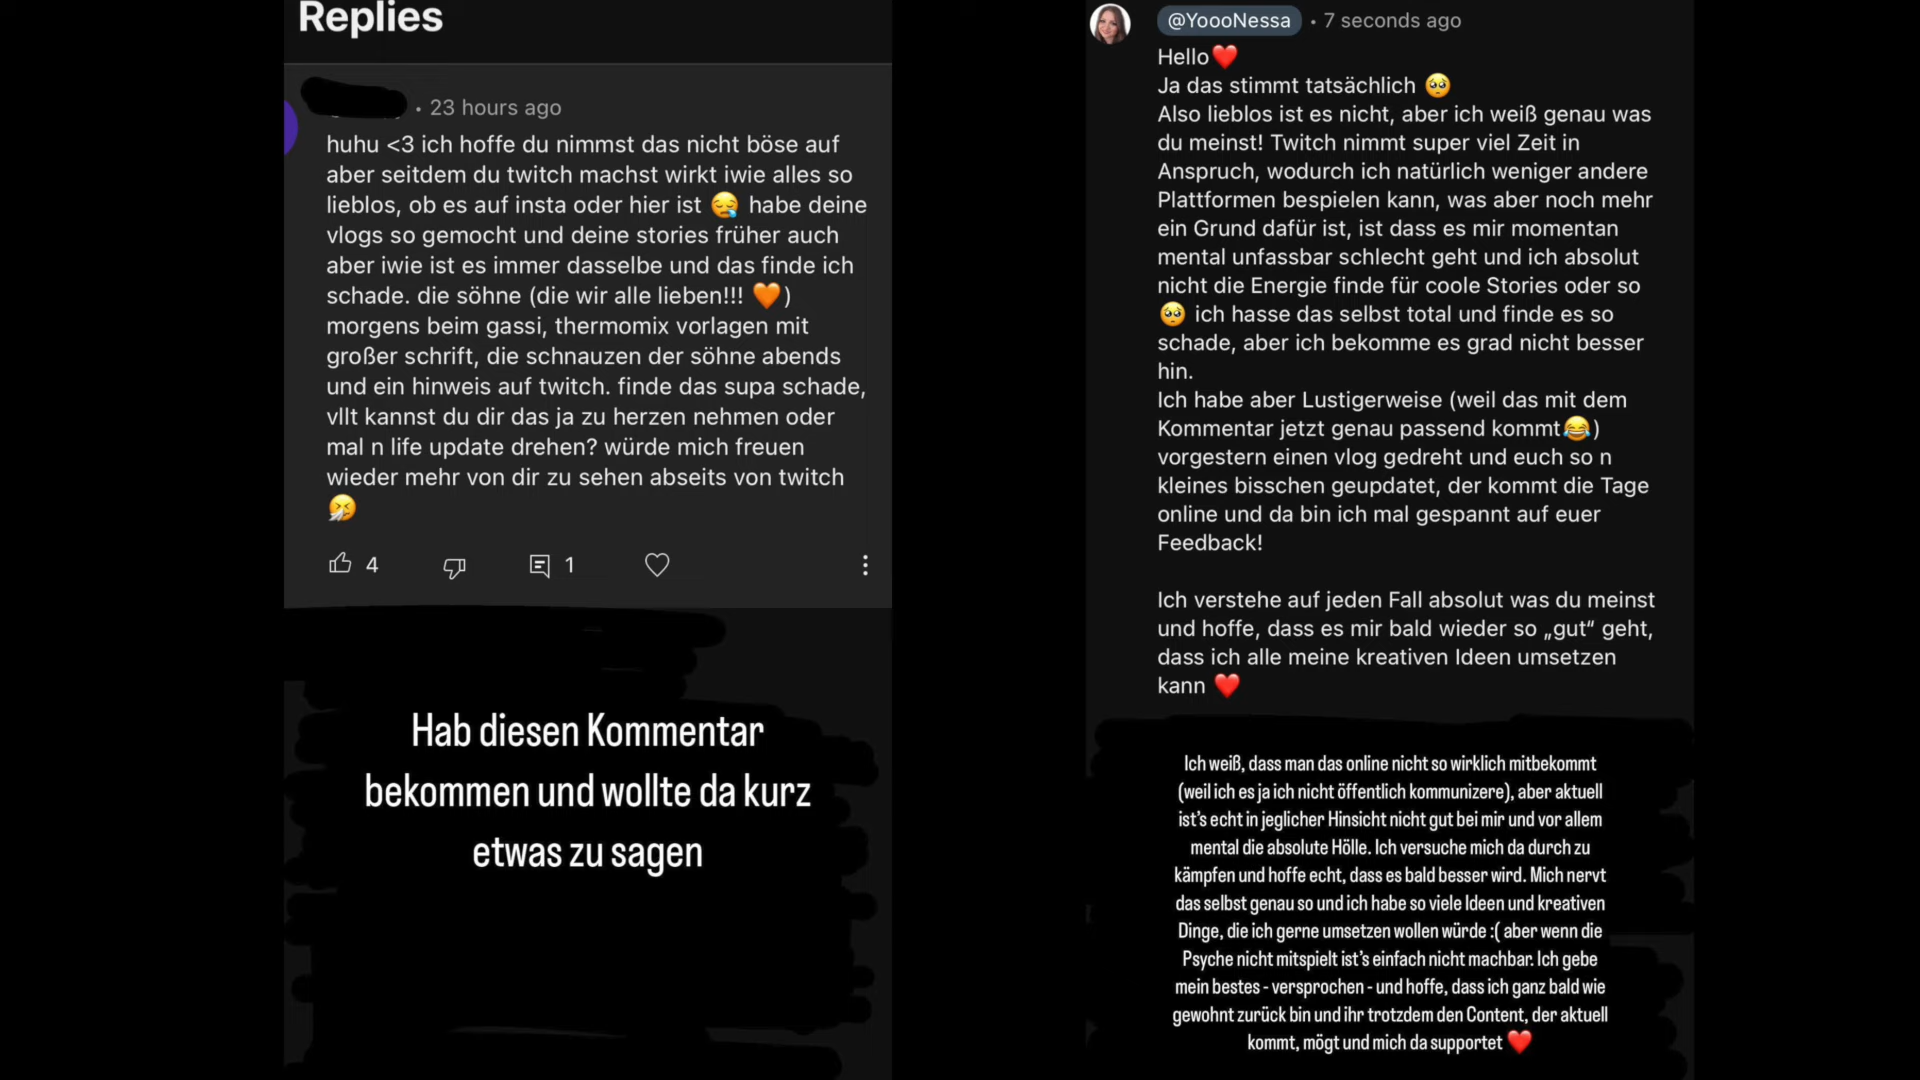 Replies
· 23 hours ago
huhu <3 ich hoffe du nimmst das nicht böse auf
aber seitdem du twitch machst wirkt iwie alles so
lieblos, ob es auf insta oder hier ist 😪 habe deine
vlogs so gemocht und deine stories früher auch
aber iwie ist es immer dasselbe und das finde ich
schade. die söhne (die wir alle lieben!!! 🧡)
morgens beim gassi, thermomix vorlagen mit
großer schrift, die schnauzen der söhne abends
und ein hinweis auf twitch. finde das supa schade,
vllt kannst du dir das ja zu herzen nehmen oder
mal n life update drehen? würde mich freuen
wieder mehr von dir zu sehen abseits von twitch
🤧
4 1
Hab diesen Kommentar
bekommen und wollte da kurz
etwas zu sagen
@YoooNessa · 7 seconds ago
Hello❤️
Ja das stimmt tatsächlich 🥺
Also lieblos ist es nicht, aber ich weiß genau was
du meinst! Twitch nimmt super viel Zeit in
Anspruch, wodurch ich natürlich weniger andere
Plattformen bespielen kann, was aber noch mehr
ein Grund dafür ist, ist dass es mir momentan
mental unfassbar schlecht geht und ich absolut
nicht die Energie finde für coole Stories oder so
🥺 ich hasse das selbst total und finde es so
schade, aber ich bekomme es grad nicht besser
hin.
Ich habe aber Lustigerweise (weil das mit dem
Kommentar jetzt genau passend kommt😂)
vorgestern einen vlog gedreht und euch so n
kleines bisschen geupdatet, der kommt die Tage
online und da bin ich mal gespannt auf euer
Feedback!
Ich verstehe auf jeden Fall absolut was du meinst
und hoffe, dass es mir bald wieder so „gut“ geht,
dass ich alle meine kreativen Ideen umsetzen
kann ❤️
Ich weiß, dass man das online nicht so wirklich mitbekommt
(weil ich es ja ich nicht öffentlich kommunizere), aber aktuell
ist's echt in jeglicher Hinsicht nicht gut bei mir und vor allem
mental die absolute Hölle. Ich versuche mich da durch zu
kämpfen und hoffe echt, dass es bald besser wird. Mich nervt
das selbst genau so und ich habe so viele Ideen und kreativen
Dinge, die ich gerne umsetzen wollen würde :( aber wenn die
Psyche nicht mitspielt ist's einfach nicht machbar. Ich gebe
mein bestes - versprochen - und hoffe, dass ich ganz bald wie
gewohnt zurück bin und ihr trotzdem den Content, der aktuell
kommt, mögt und mich da supportet ❤️